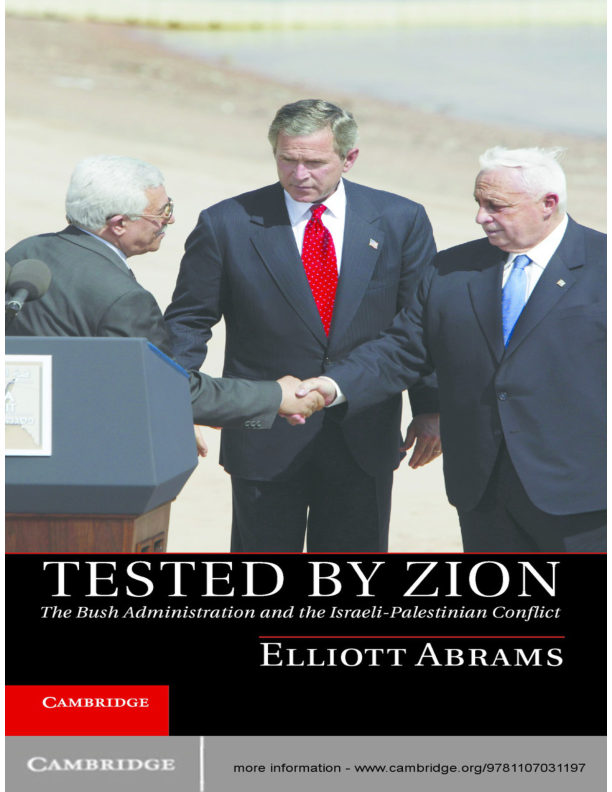 TESTED BY ZION
The Bush Administration and the Israeli-Palestinian Conflict
ELLIOTT ABRAMS
CAMBRIDGE
CAMBRIDGE
more information - www.cambridge.org/9781107031197